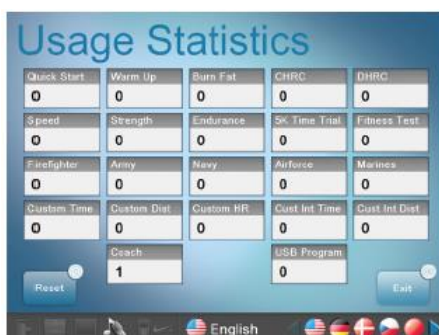 Usage Statistics
Quick Start Warm Up Burn Fat CHRC DHRC
0 0 0 0 0
Speed Strength Endurance 5K Time Trial Fitness Test
0 0 0 0 0
Firefighter Army Navy Airforce Marines
0 0 0 0 0
Custom Time Custom Dist Custom HR Cust Int Time Cust Int Dist
0 0 0 0 0
Coach USB Program
1 0
Reset Exit
English